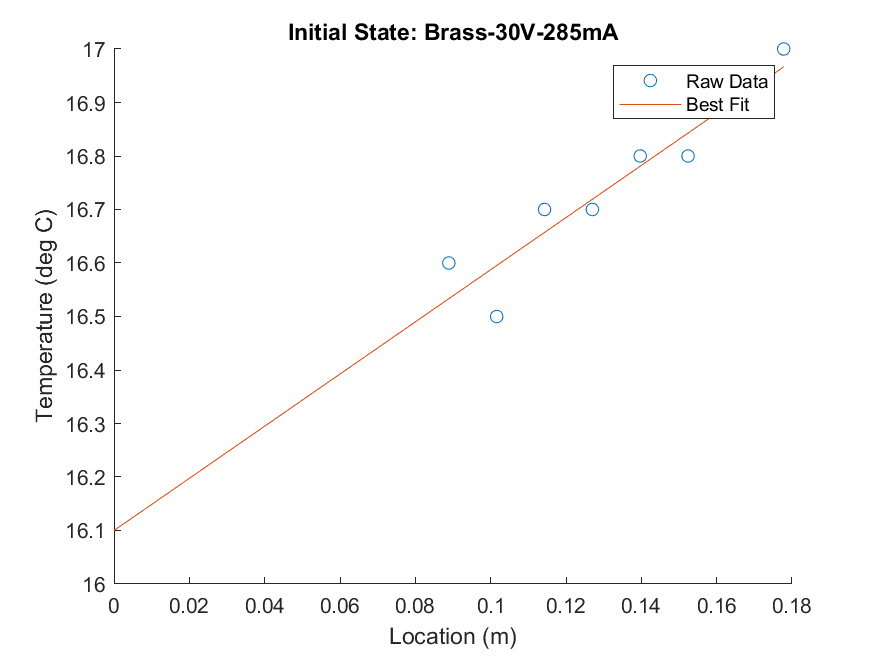 Initial State: Brass-30V-285mA
17
16.9
16.8
16.7
16.6
16.5
16.4
16.3
16.2
16.1
16
Temperature (deg C)
Raw Data
Best Fit
0 0.02 0.04 0.06 0.08 0.1 0.12 0.14 0.16 0.18
Location (m)